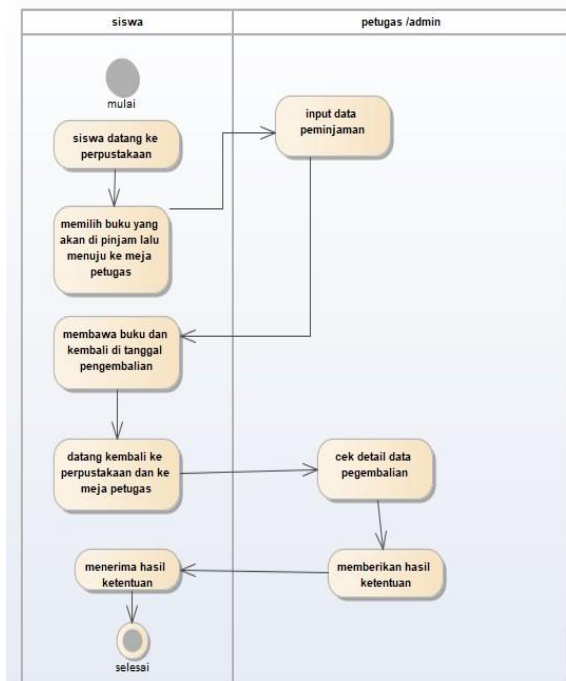 siswa
petugas /admin
mulai
siswa datang ke
perpustakaan
input data
peminjaman
memilih buku yang
akan di pinjam lalu
menuju ke meja
petugas
membawa buku dan
kembali di tanggal
pengembalian
datang kembali ke
perpustakaan dan ke
meja petugas
cek detail data
pegembalian
memberikan hasil
ketentuan
menerima hasil
ketentuan
selesai